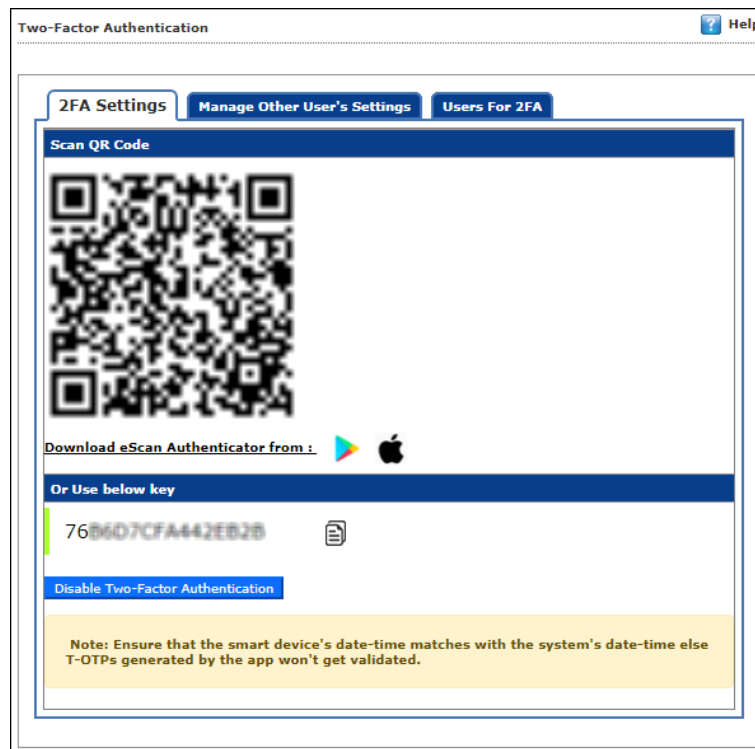 Two-Factor Authentication
Help
2FA Settings
Manage Other User's Settings
Users For 2FA
Scan QR Code
Download eScan Authenticator from :
Or Use below key
76
Disable Two-Factor Authentication
Note: Ensure that the smart device's date-time matches with the system's date-time else
T-OTPs generated by the app won't get validated.